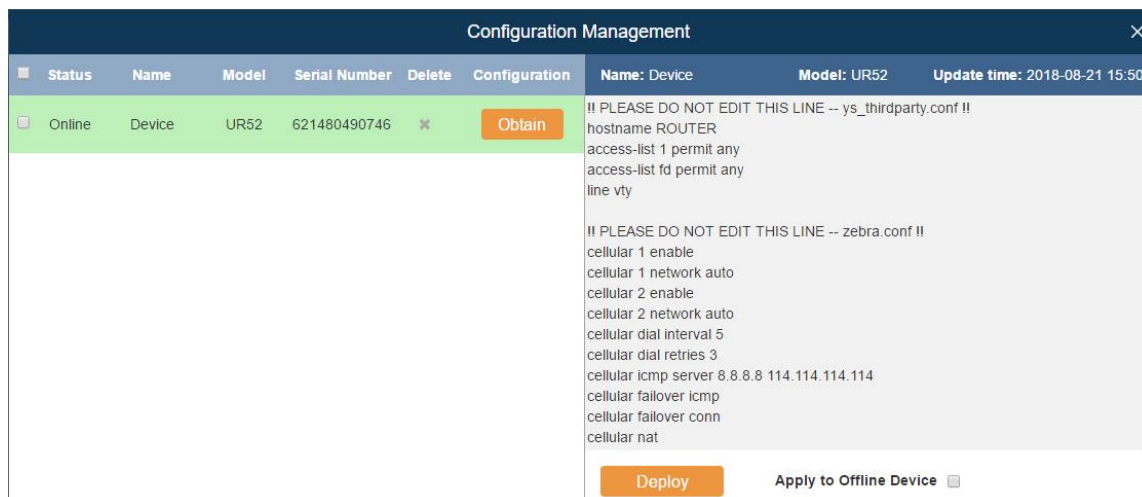 Configuration Management
Status Name Model Serial Number Delete Configuration
Online Device UR52 621480490746 Obtain
Name: Device Model: UR52 Update time: 2018-08-21 15:50
!! PLEASE DO NOT EDIT THIS LINE -- ys_thirdparty.conf !!
hostname ROUTER
access-list 1 permit any
access-list fd permit any
line vty
!! PLEASE DO NOT EDIT THIS LINE -- zebra.conf !!
cellular 1 enable
cellular 1 network auto
cellular 2 enable
cellular 2 network auto
cellular dial interval 5
cellular dial retries 3
cellular icmp server 8.8.8.8 114.114.114.114
cellular failover icmp
cellular failover conn
cellular nat
Deploy Apply to Offline Device